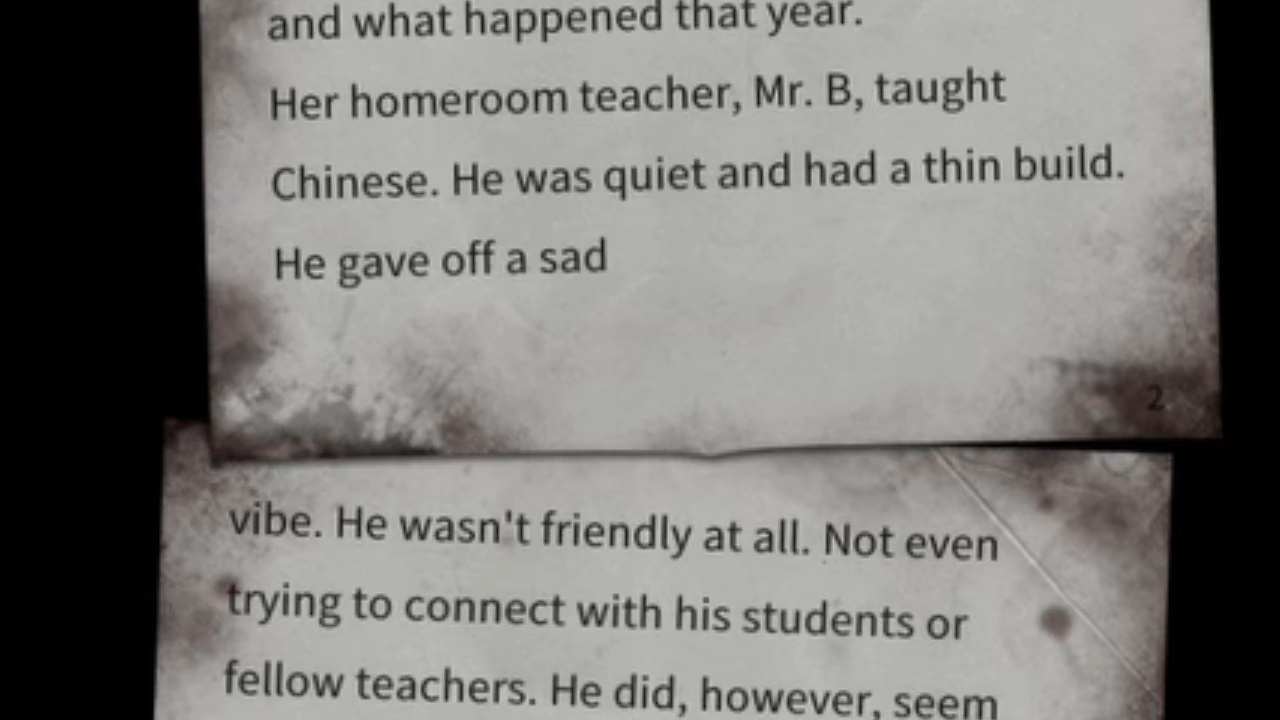 and what happened that year.
Her homeroom teacher, Mr. B, taught
Chinese. He was quiet and had a thin build.
He gave off a sad
2
vibe. He wasn't friendly at all. Not even
trying to connect with his students or
fellow teachers. He did, however, seem